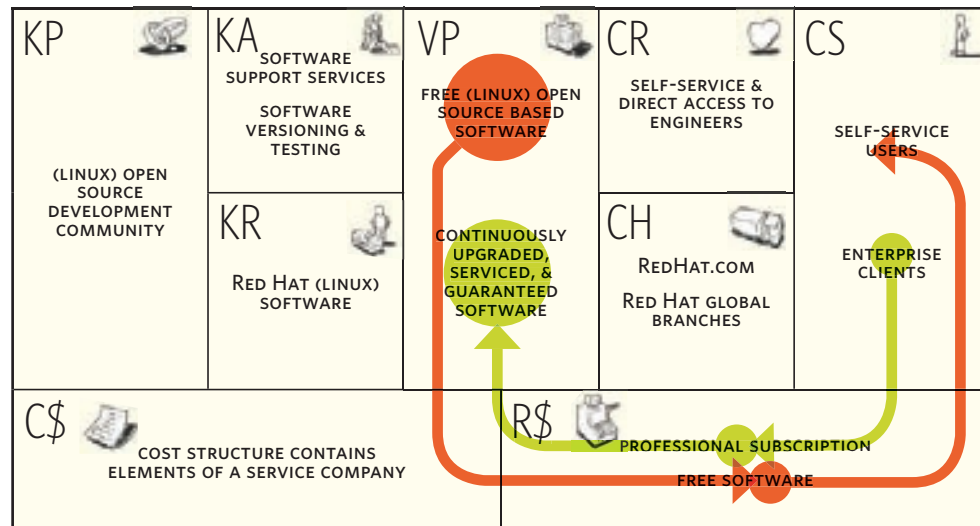 KP
(LINUX) OPEN
SOURCE
DEVELOPMENT
COMMUNITY
KA
SOFTWARE
SUPPORT SERVICES
SOFTWARE
VERSIONING &
TESTING
KR
RED HAT (LINUX)
SOFTWARE
VP
FREE (LINUX) OPEN
SOURCE BASED
SOFTWARE
CONTINUOUSLY
UPGRADED,
SERVICED, &
GUARANTEED
SOFTWARE
CR
SELF-SERVICE &
DIRECT ACCESS TO
ENGINEERS
CH
REDHAT.COM
RED HAT GLOBAL
BRANCHES
CS
SELF-SERVICE
USERS
ENTERPRISE
CLIENTS
C$
COST STRUCTURE CONTAINS
ELEMENTS OF A SERVICE COMPANY
R$
PROFESSIONAL SUBSCRIPTION
FREE SOFTWARE